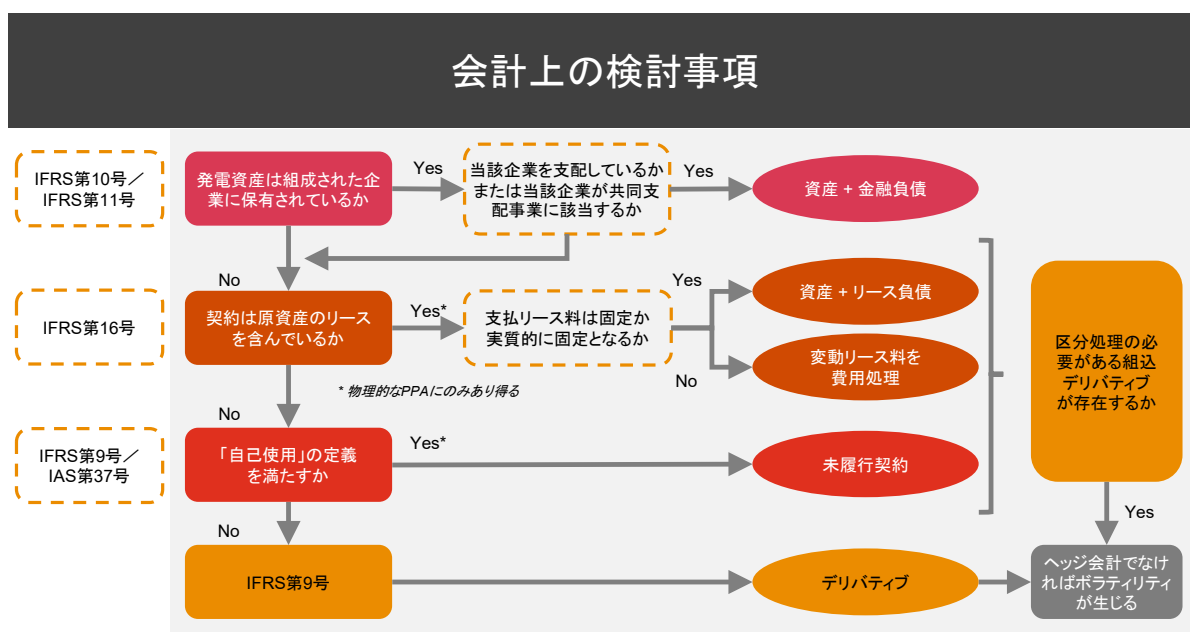 会計上の検討事項
IFRS第10号／
IFRS第11号
発電資産は組成された企
業に保有されているか
Yes
当該企業を支配しているか
または当該企業が共同支
配事業に該当するか
Yes
資産 + 金融負債
No
IFRS第16号
契約は原資産のリース
を含んでいるか
Yes*
支払リース料は固定か
実質的に固定となるか
Yes
資産 + リース負債
No
変動リース料を
費用処理
* 物理的なPPAにのみあり得る
区分処理の必
要がある組込
デリバティブ
が存在するか
No
IFRS第9号／
IAS第37号
「自己使用」の定義
を満たすか
Yes*
未履行契約
Yes
No
IFRS第9号
デリバティブ
ヘッジ会計でなけ
ればボラティリティ
が生じる